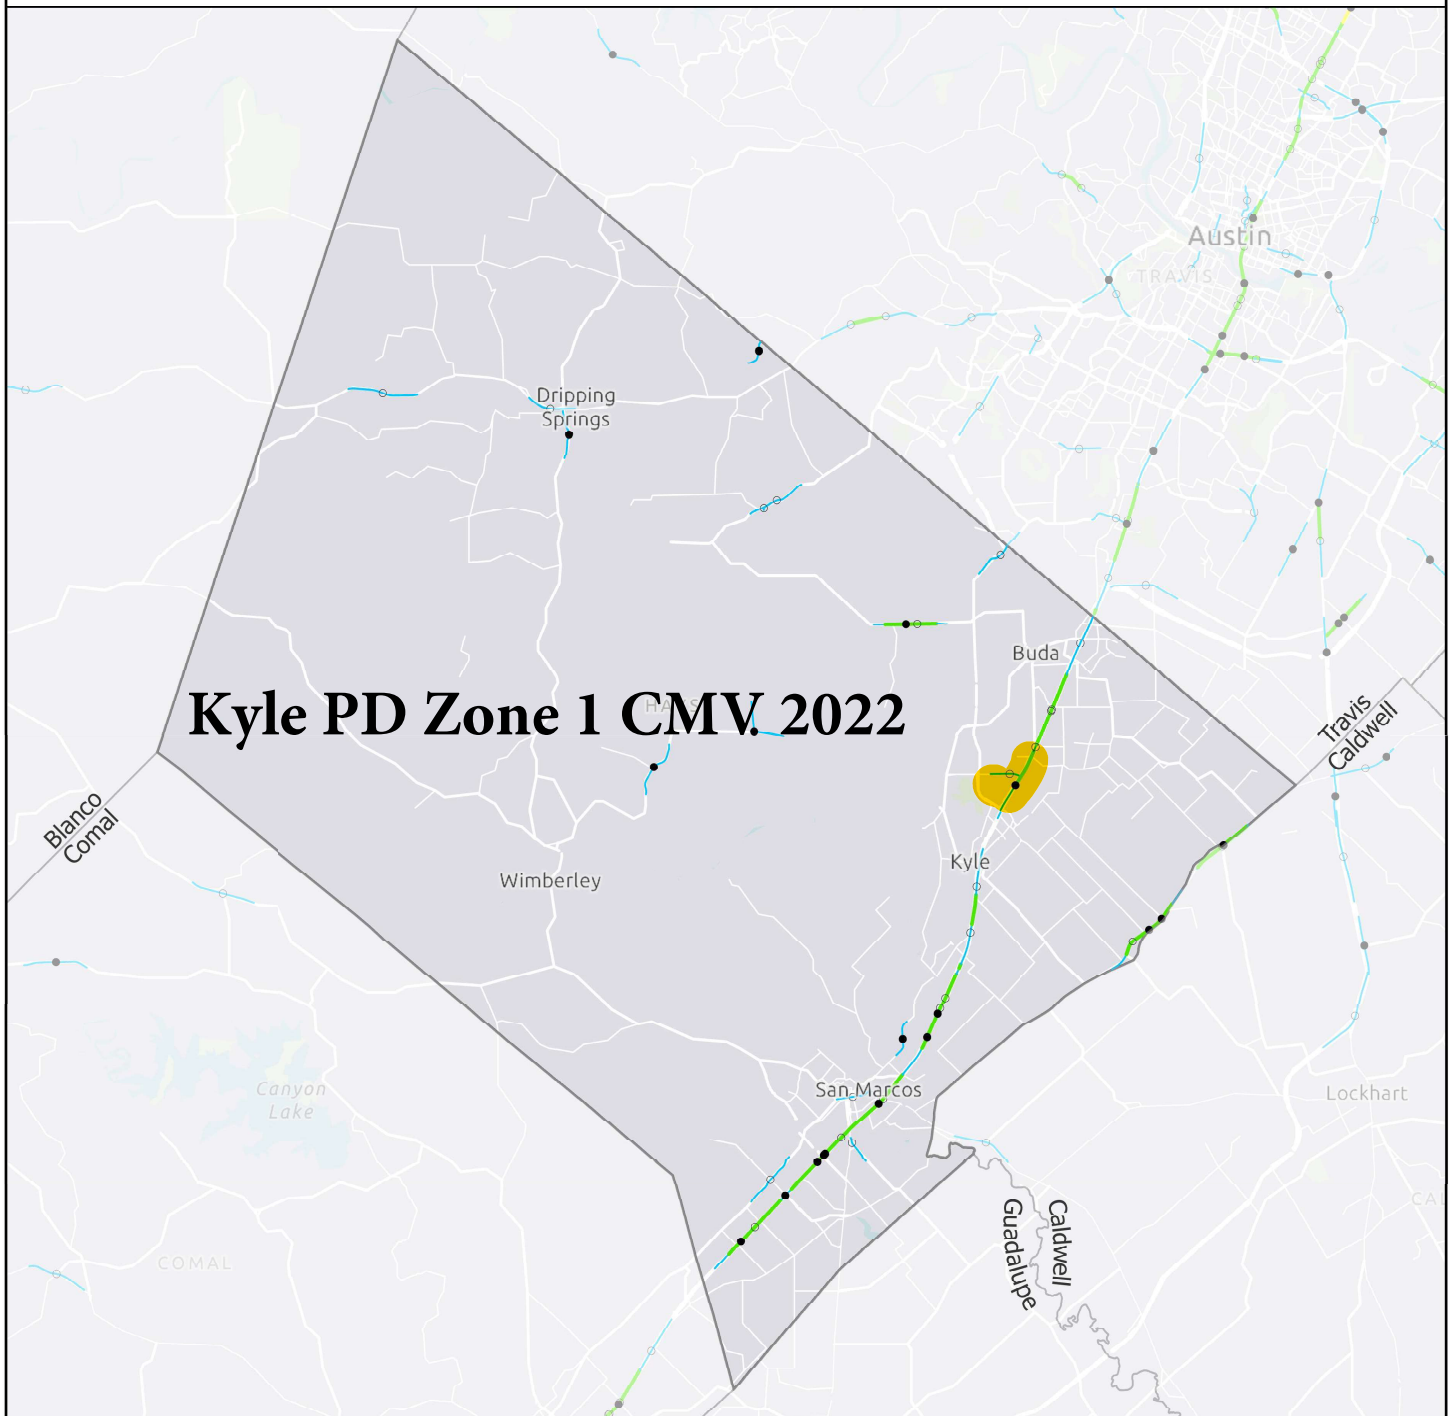 Austin
TRAVIS
Dripping
Springs
Buda
Kyle PD Zone 1 CMV 2022
Travis
Caldwell
Blanco
Comal
Kyle
Wimberley
San Marcos
Canyon
Lake
Lockhart
COMAL
Guadalupe
Caldwell